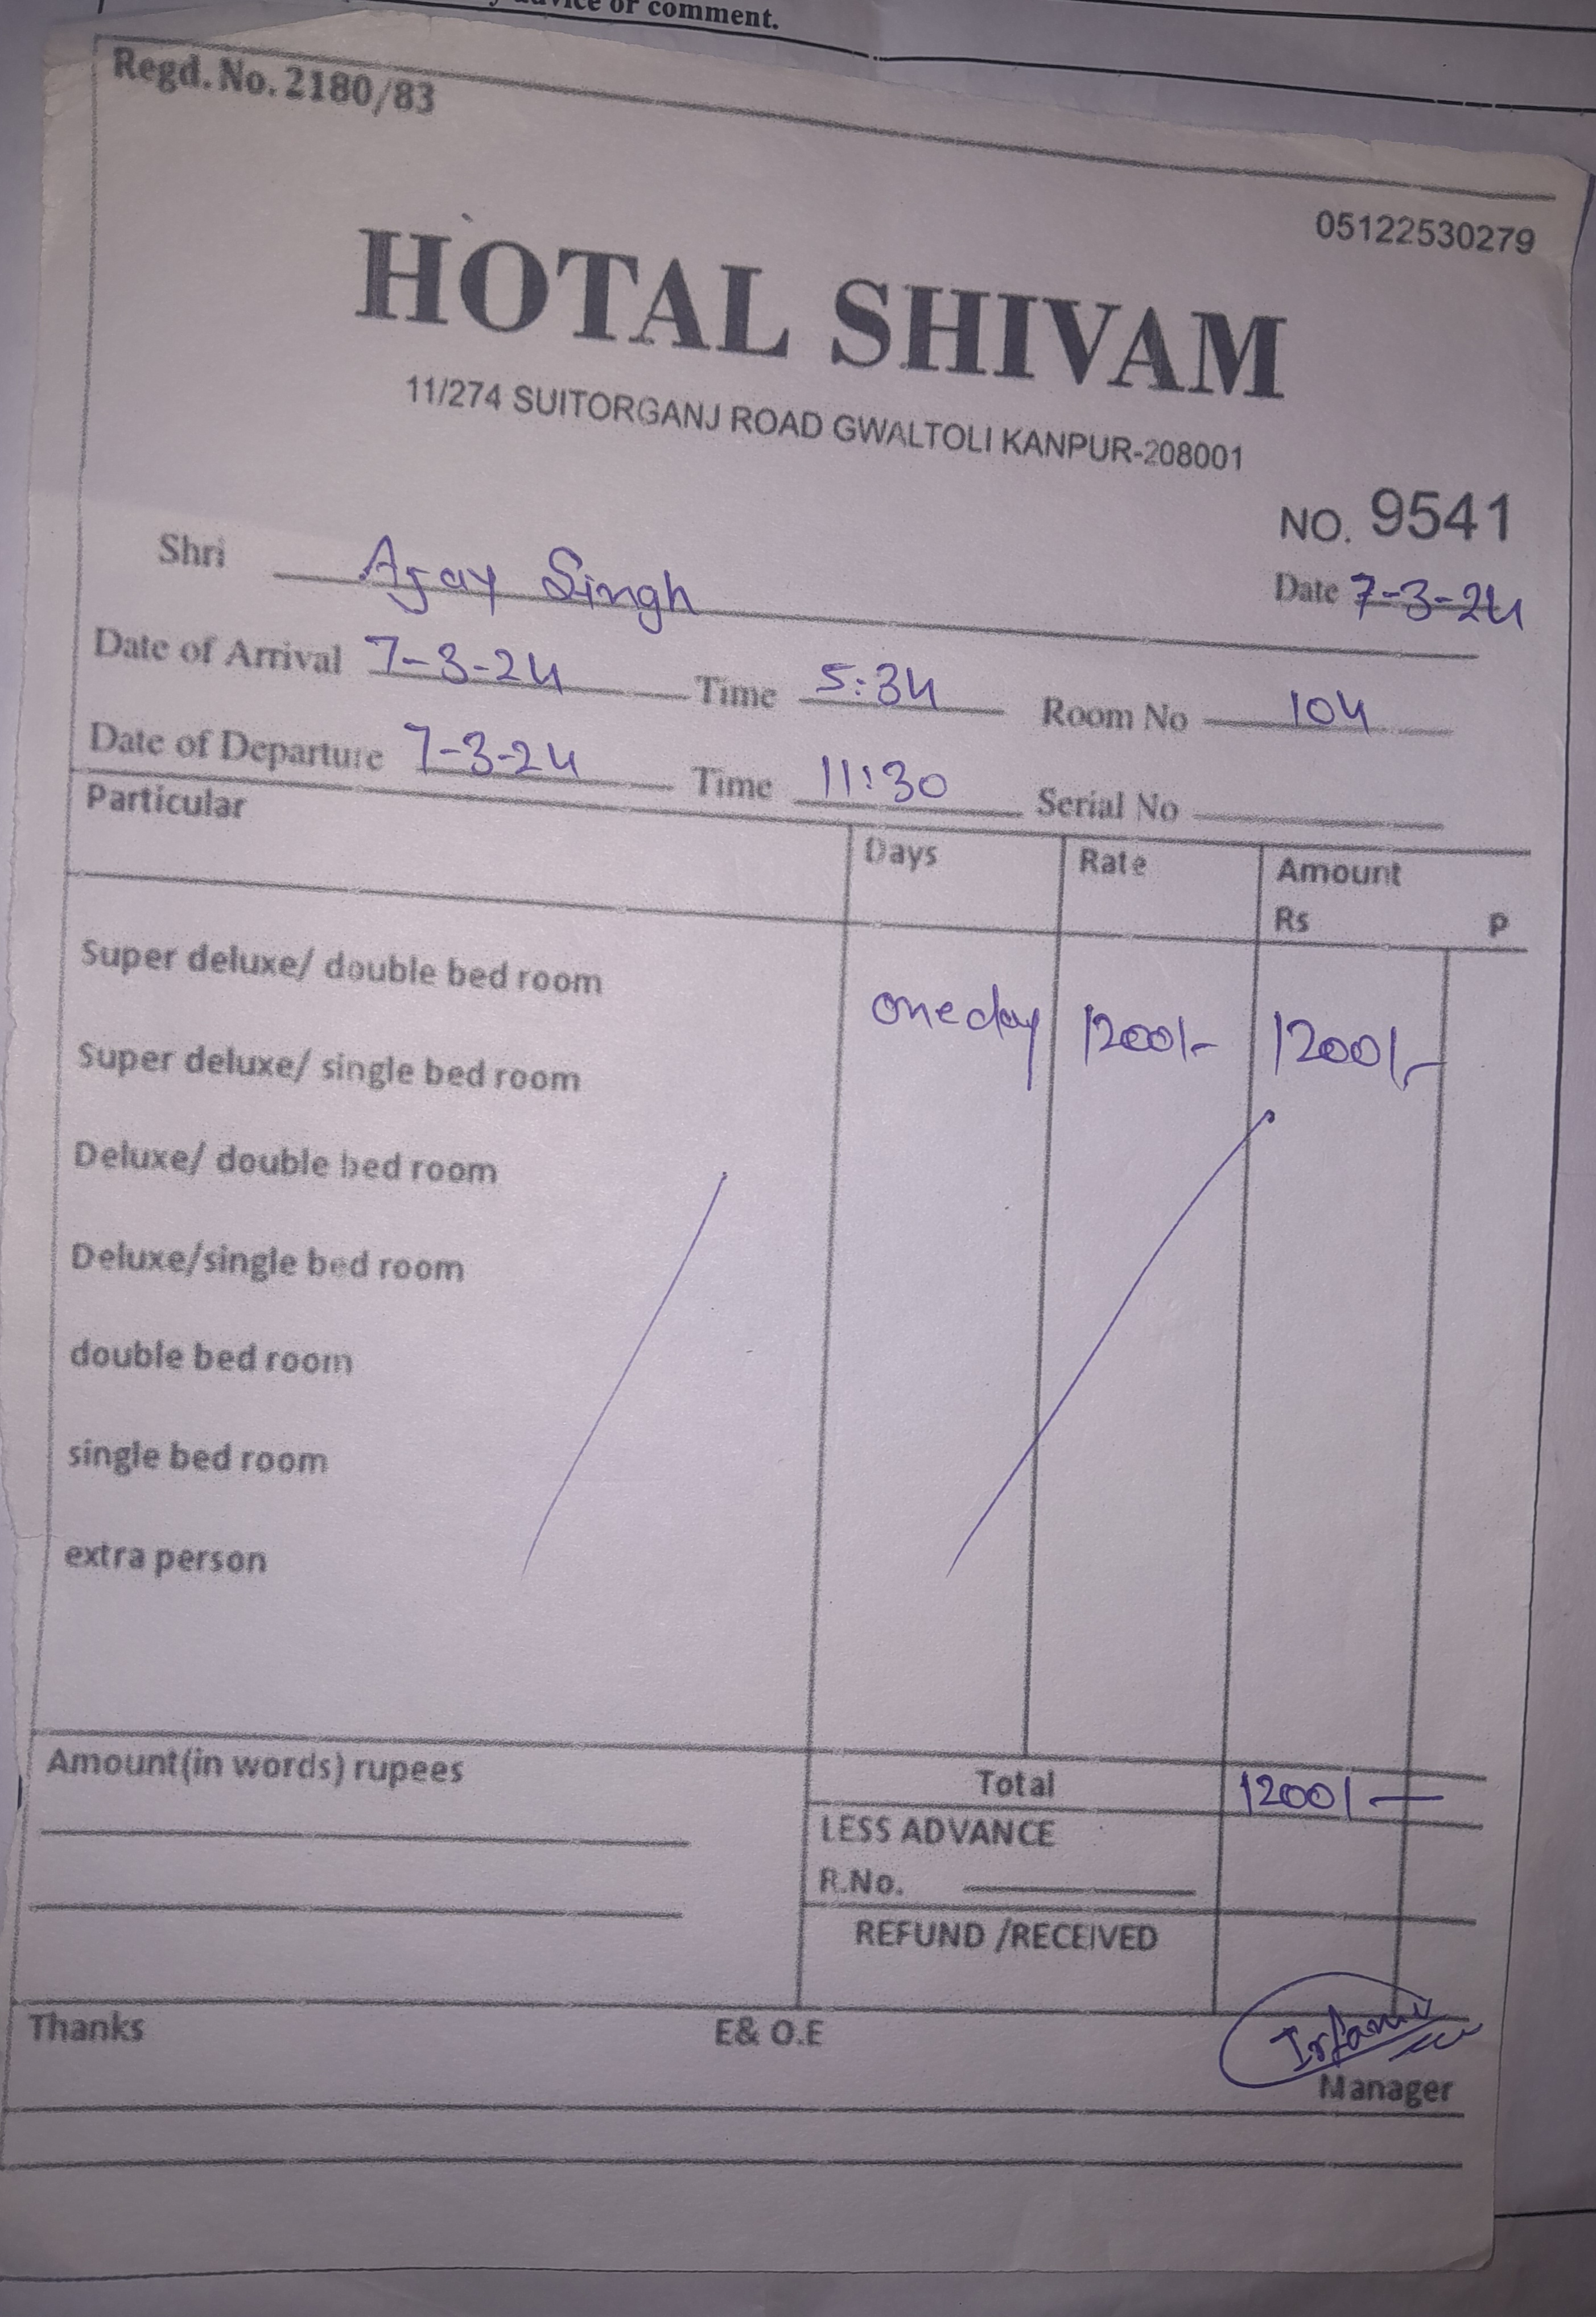 advice or comment.
Regd. No. 2180/83
05122530279
HOTAL SHIVAM
11/274 SUITORGANJ ROAD GWALTOLI KANPUR-208001
NO. 9541
Shri Ajay Singh
Date 7-3-24
Date of Arrival 7-3-24 Time 5:34 Room No 104
Date of Departure 7-3-24 Time 11:30 Serial No
Particular Days Rate Amount
Rs P
Super deluxe/ double bed room
one day 1200/- 1200/-
Super deluxe/ single bed room
Deluxe/ double bed room
Deluxe/single bed room
double bed room
single bed room
extra person
Amount(in words) rupees
Total 1200/-
LESS ADVANCE
R.No.
REFUND /RECEIVED
Thanks E& O.E
Manager